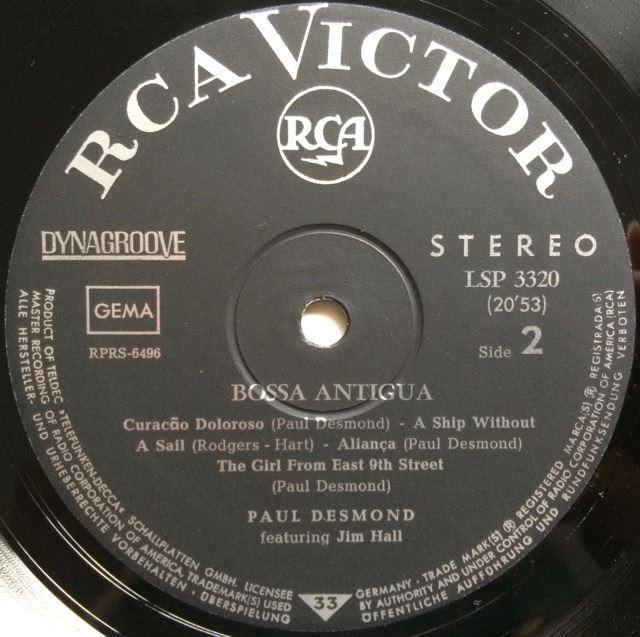 RCA VICTOR
RCA
DYNAGROOVE
STEREO
LSP 3320
(20'53)
GEMA
RPRS-6496
Side 2
BOSSA ANTIGUA
Curacão Doloroso (Paul Desmond) - A Ship Without
A Sail (Rodgers - Hart) - Aliança (Paul Desmond)
The Girl From East 9th Street
(Paul Desmond)
PAUL DESMOND
featuring Jim Hall
PRODUCT OF TELDEC »TELEFUNKEN-DECCA« SCHALLPLATTEN GMBH. LICENSEE
MASTER RECORDING OF RADIO CORPORATION OF AMERICA. TRADEMARK(S) USED
ALLE HERSTELLER- UND URHEBERRECHTE VORBEHALTEN · ÜBERSPIELUNG
33
GERMANY · TRADE MARK(S) ® REGISTERED MARCA(S) ® REGISTRADA(S)
BY AUTHORITY AND UNDER CONTROL OF RADIO CORPORATION OF AMERICA (RCA)
ÖFFENTLICHE AUFFÜHRUNG UND RUNDFUNKSENDUNG VERBOTEN